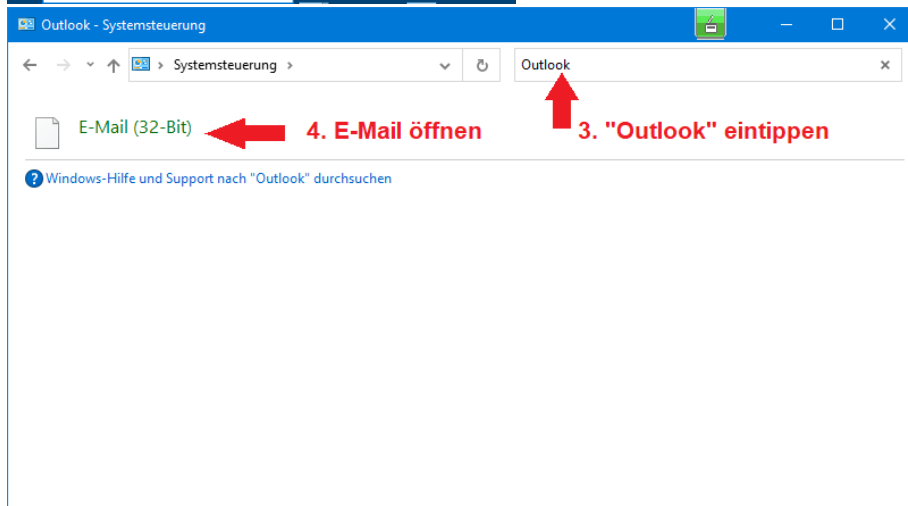 Outlook - Systemsteuerung
Systemsteuerung
Outlook
E-Mail (32-Bit)
4. E-Mail öffnen
3. "Outlook" eintippen
Windows-Hilfe und Support nach "Outlook" durchsuchen